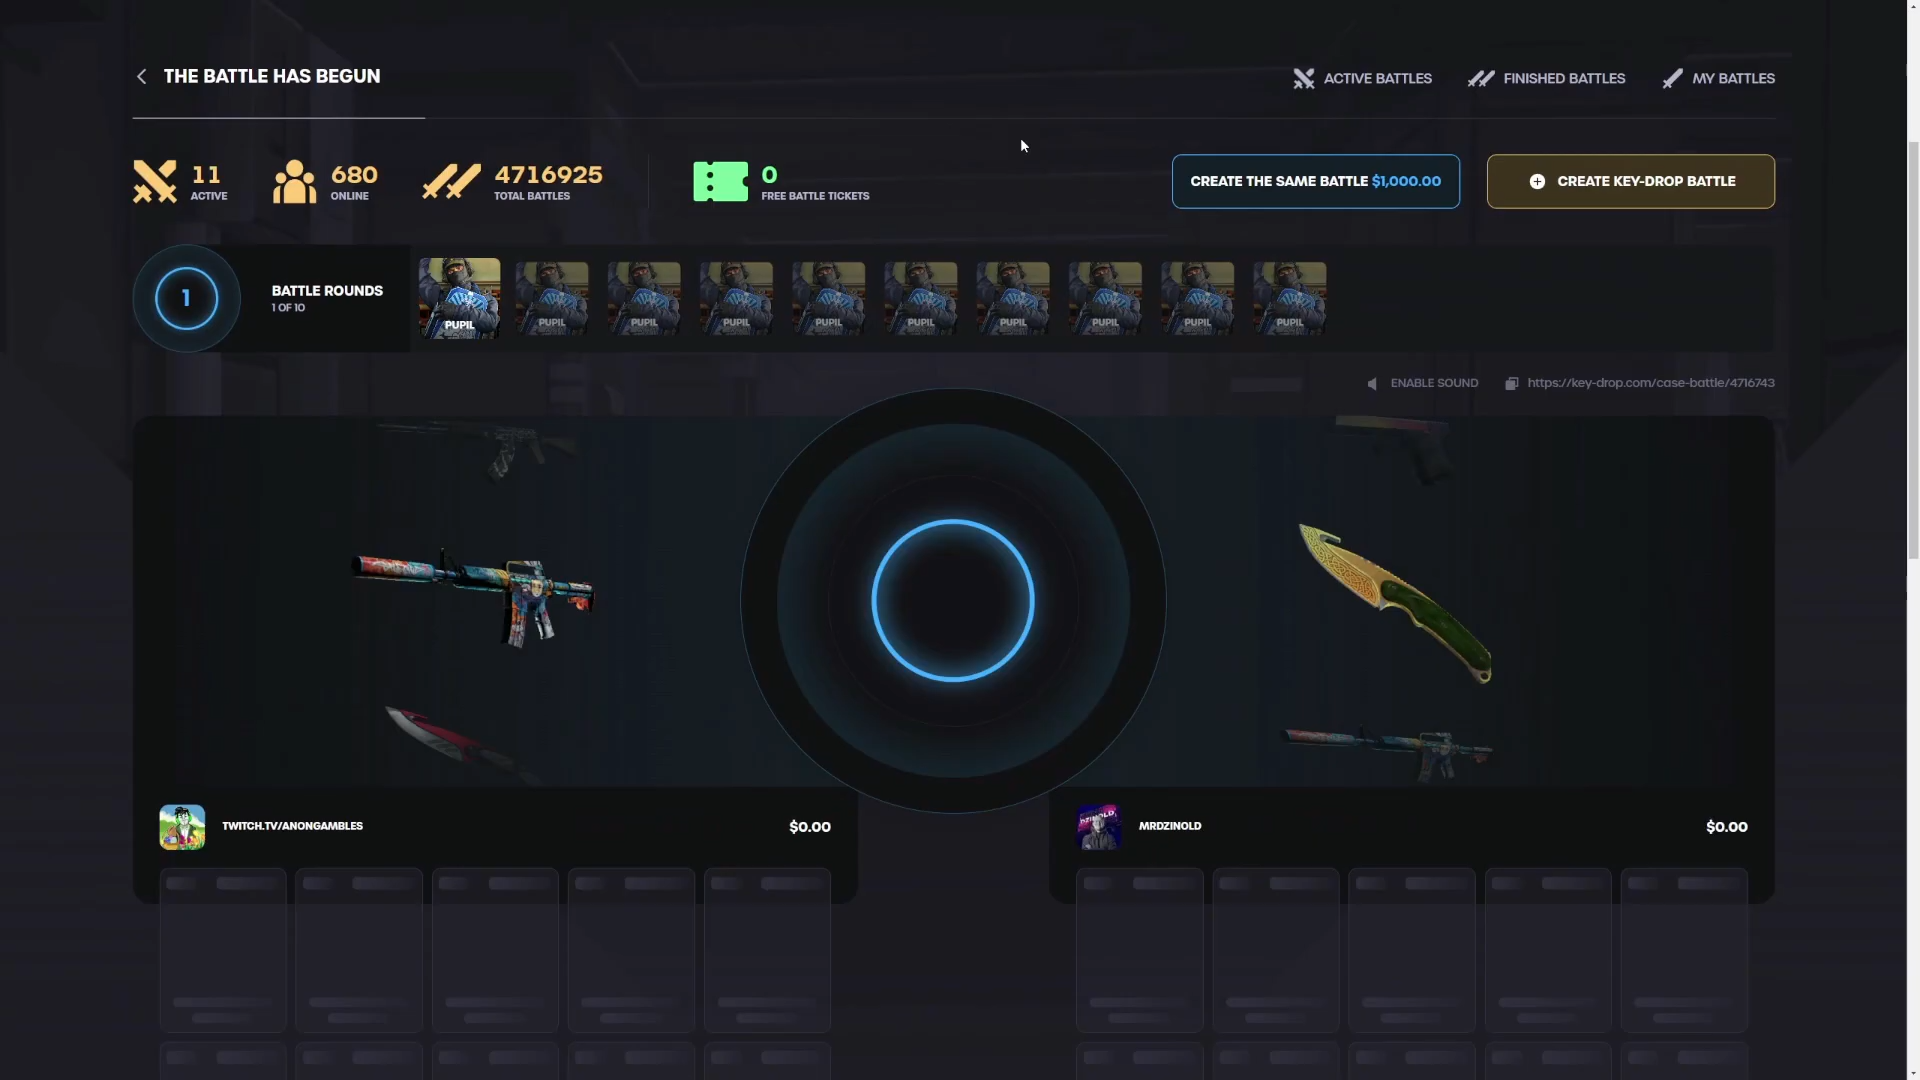 THE BATTLE HAS BEGUN
ACTIVE BATTLES
FINISHED BATTLES
MY BATTLES
11
ACTIVE
680
ONLINE
4716925
TOTAL BATTLES
0
FREE BATTLE TICKETS
CREATE THE SAME BATTLE $1,000.00
CREATE KEY-DROP BATTLE
1
BATTLE ROUNDS
1 OF 10
PUPIL
PUPIL
PUPIL
PUPIL
PUPIL
PUPIL
PUPIL
PUPIL
PUPIL
PUPIL
ENABLE SOUND
https://key-drop.com/case-battle/4716743
TWITCH.TV/ANONGAMBLES
$0.00
DZINOLD
MRDZINOLD
$0.00